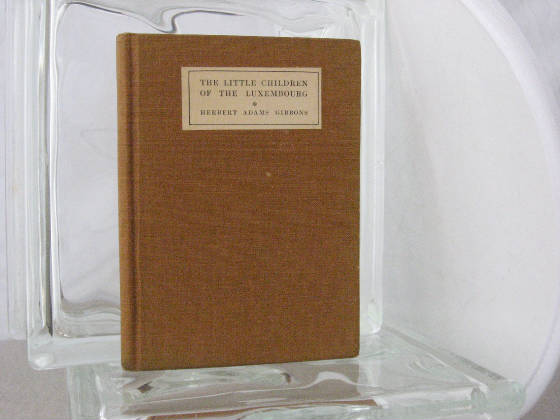 THE LITTLE CHILDREN
OF THE LUXEMBOURG
*
HERBERT ADAMS GIBBONS